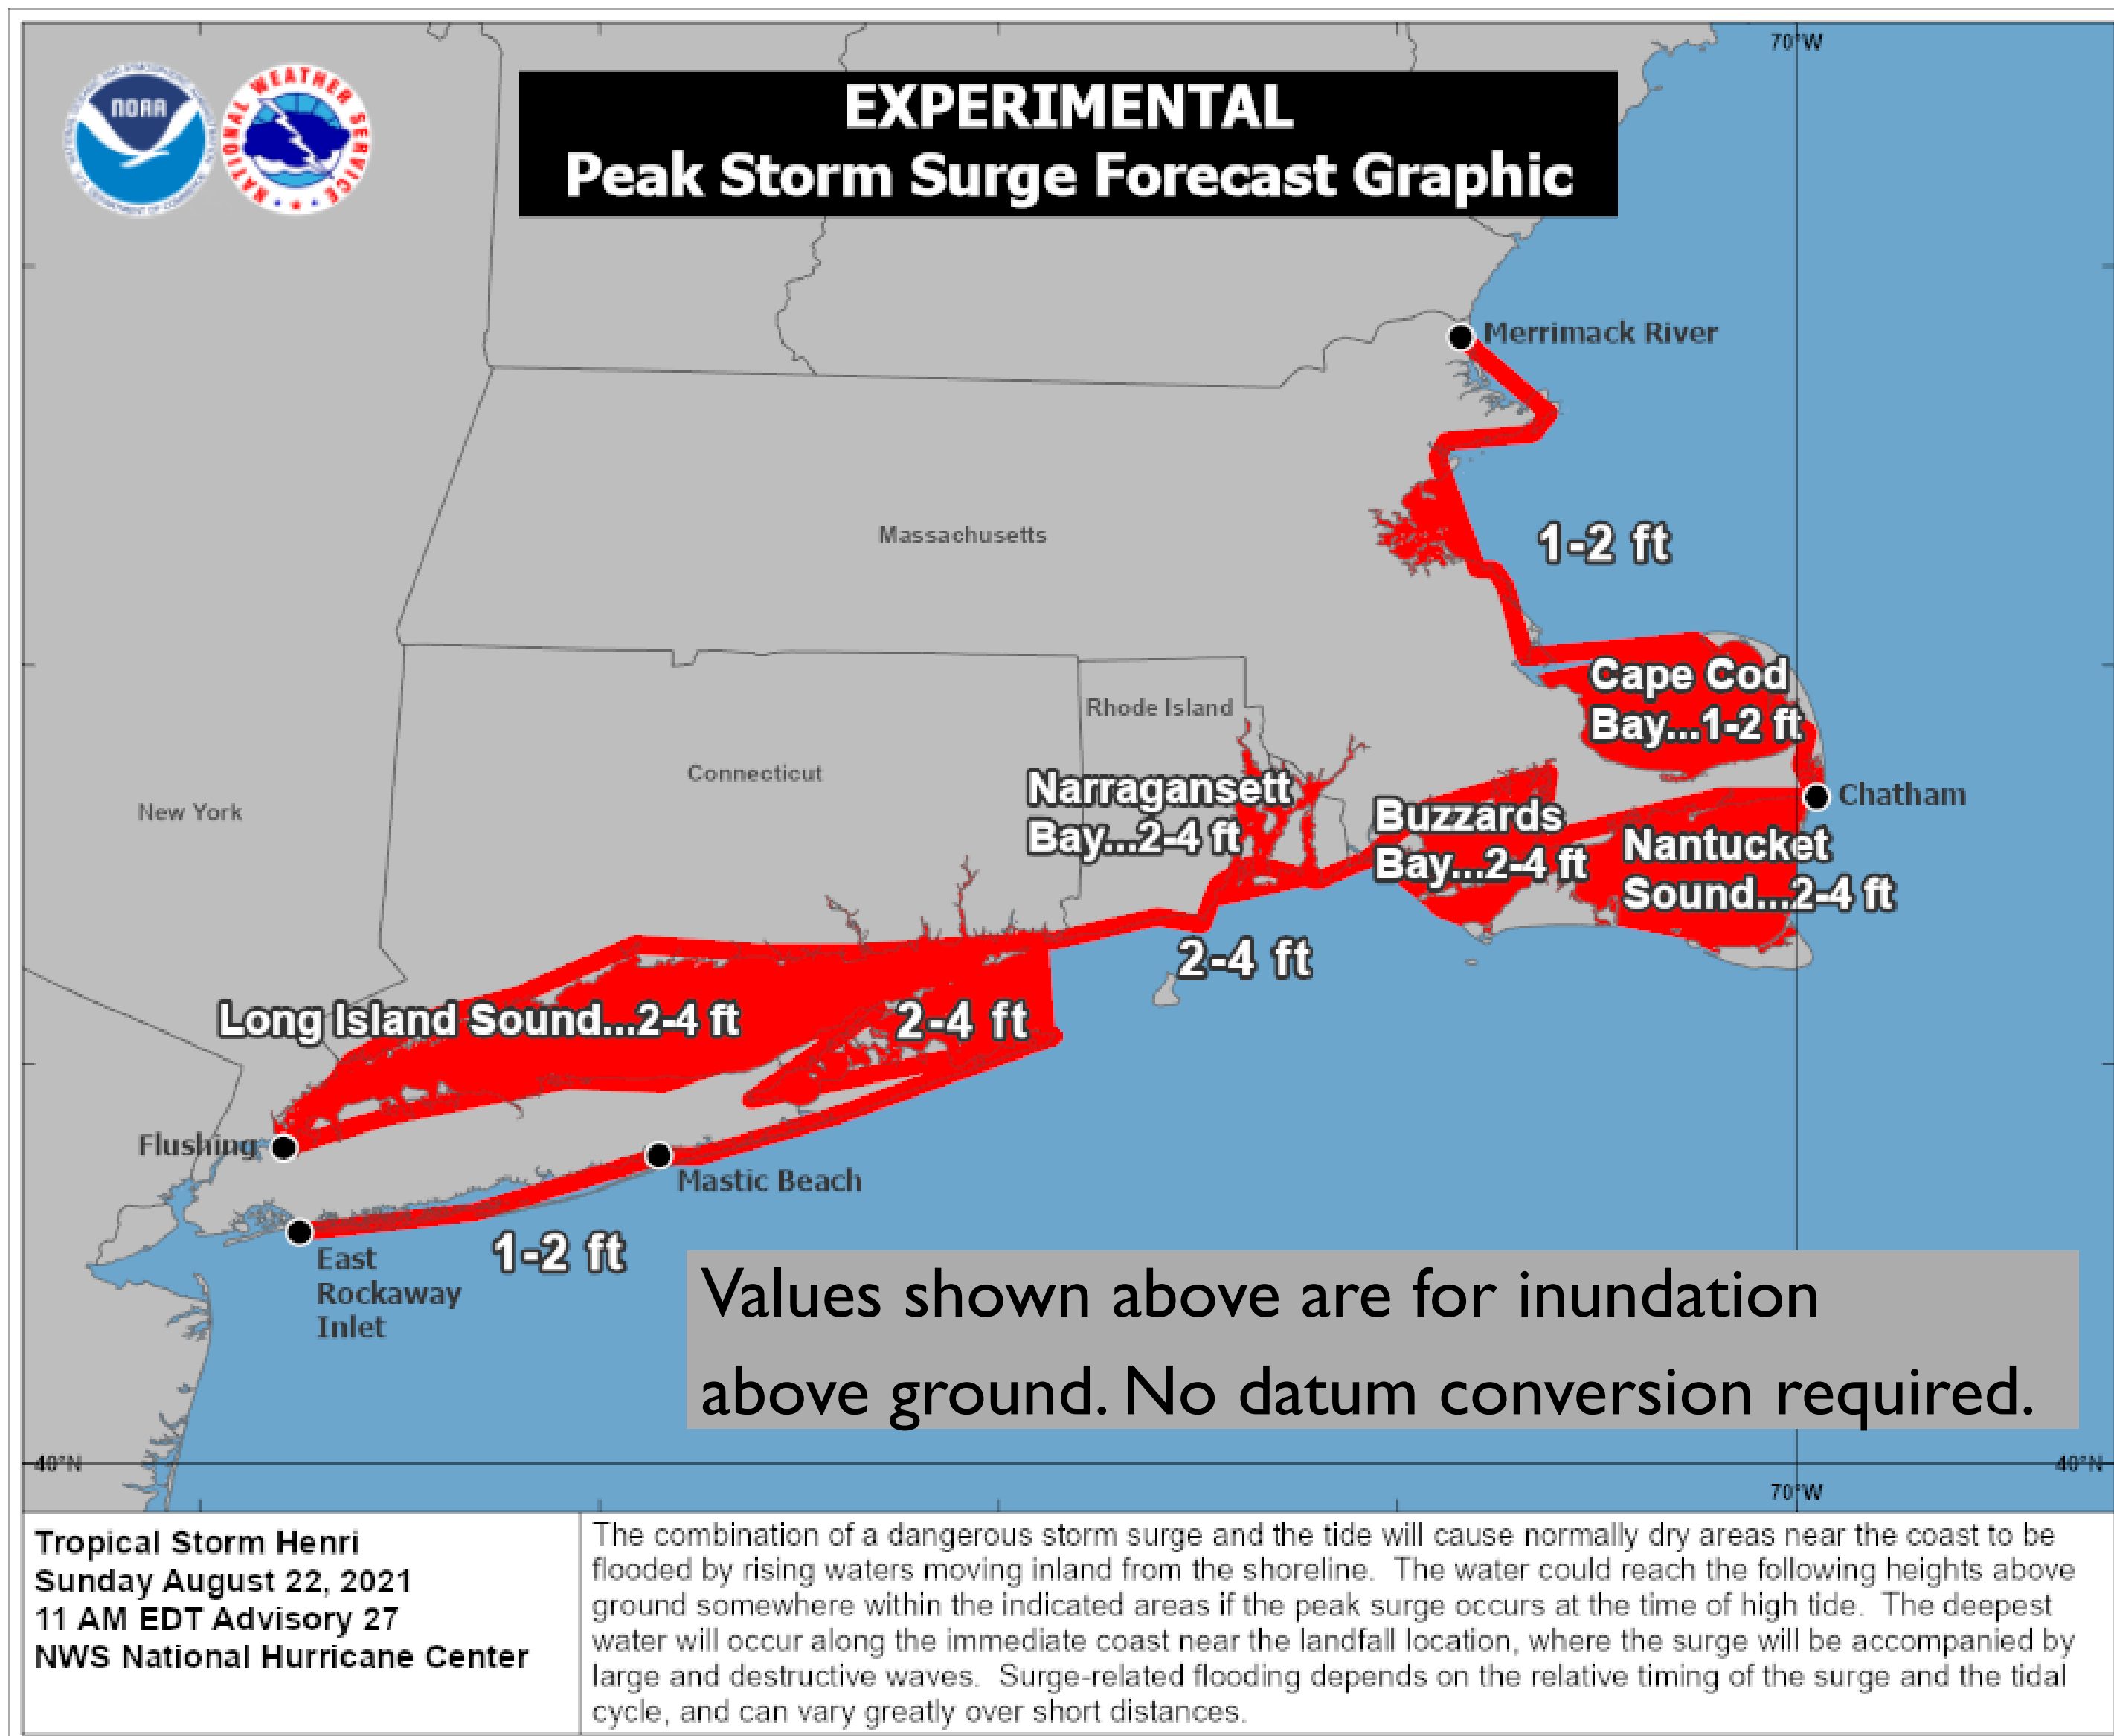 70°W
NOAA
NATIONAL WEATHER SERVICE
EXPERIMENTAL
Peak Storm Surge Forecast Graphic
Merrimack River
Massachusetts
1-2 ft
Cape Cod
Bay...1-2 ft
Rhode Island
Connecticut
Narragansett
Bay...2-4 ft
Buzzards
Bay...2-4 ft
Chatham
New York
Nantucket
Sound...2-4 ft
2-4 ft
Long Island Sound...2-4 ft
2-4 ft
Flushing
Mastic Beach
1-2 ft
East
Rockaway
Inlet
Values shown above are for inundation
above ground. No datum conversion required.
40°N
40°N
70°W
Tropical Storm Henri
Sunday August 22, 2021
11 AM EDT Advisory 27
NWS National Hurricane Center
The combination of a dangerous storm surge and the tide will cause normally dry areas near the coast to be
flooded by rising waters moving inland from the shoreline.  The water could reach the following heights above
ground somewhere within the indicated areas if the peak surge occurs at the time of high tide.  The deepest
water will occur along the immediate coast near the landfall location, where the surge will be accompanied by
large and destructive waves.  Surge-related flooding depends on the relative timing of the surge and the tidal
cycle, and can vary greatly over short distances.